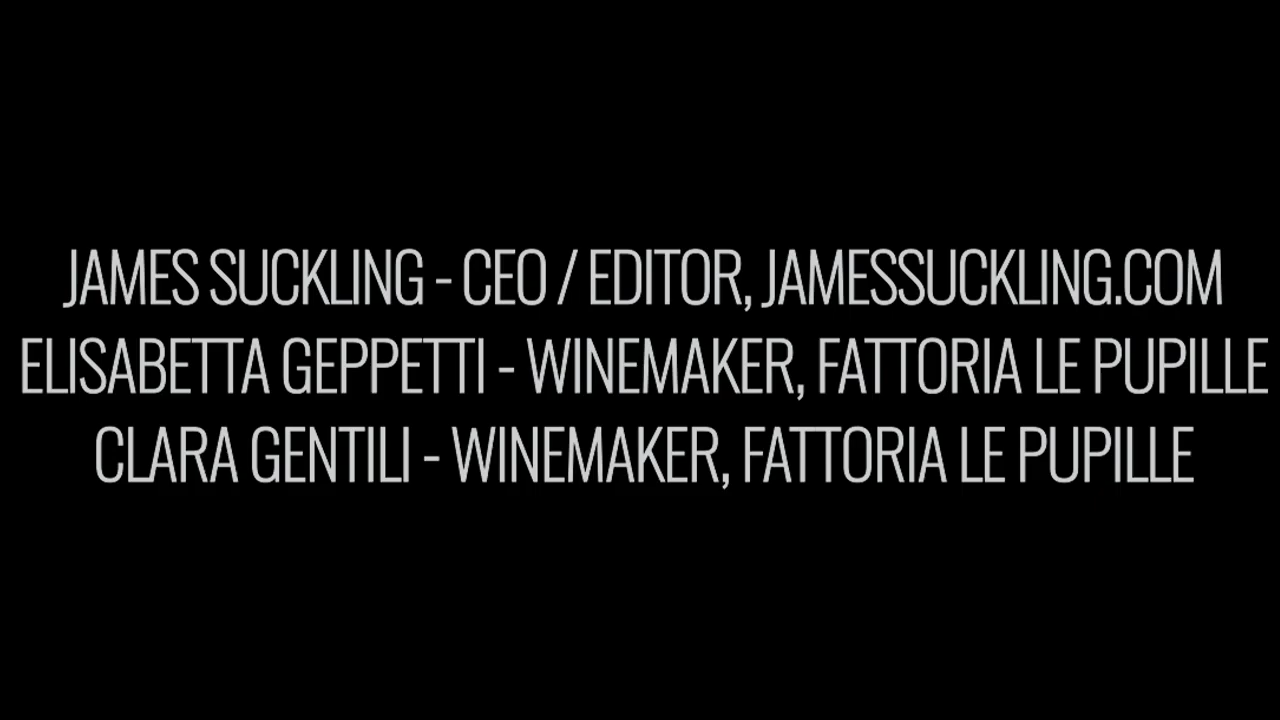 JAMES SUCKLING - CEO / EDITOR, JAMESSUCKLING.COM
ELISABETTA GEPPETTI - WINEMAKER, FATTORIA LE PUPILLE
CLARA GENTILI - WINEMAKER, FATTORIA LE PUPILLE